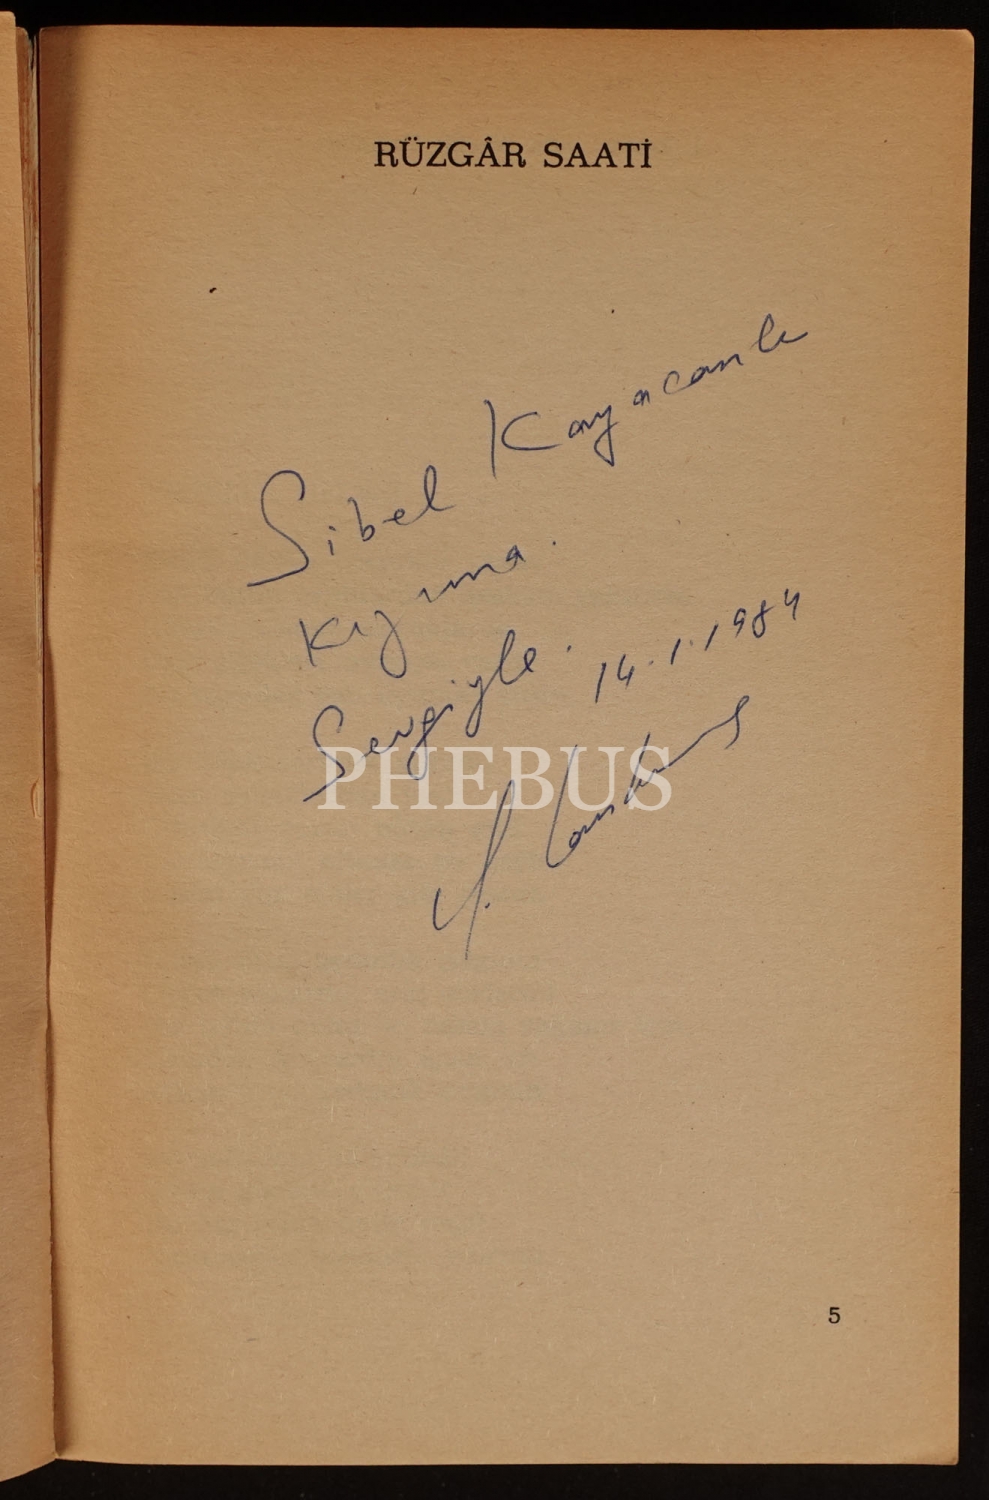 RÜZGÂR SAATİ
Sibel Kayacanlı
Kızıma.
Sevgiyle. 14.1.1984
PHEBUS
Y.
5